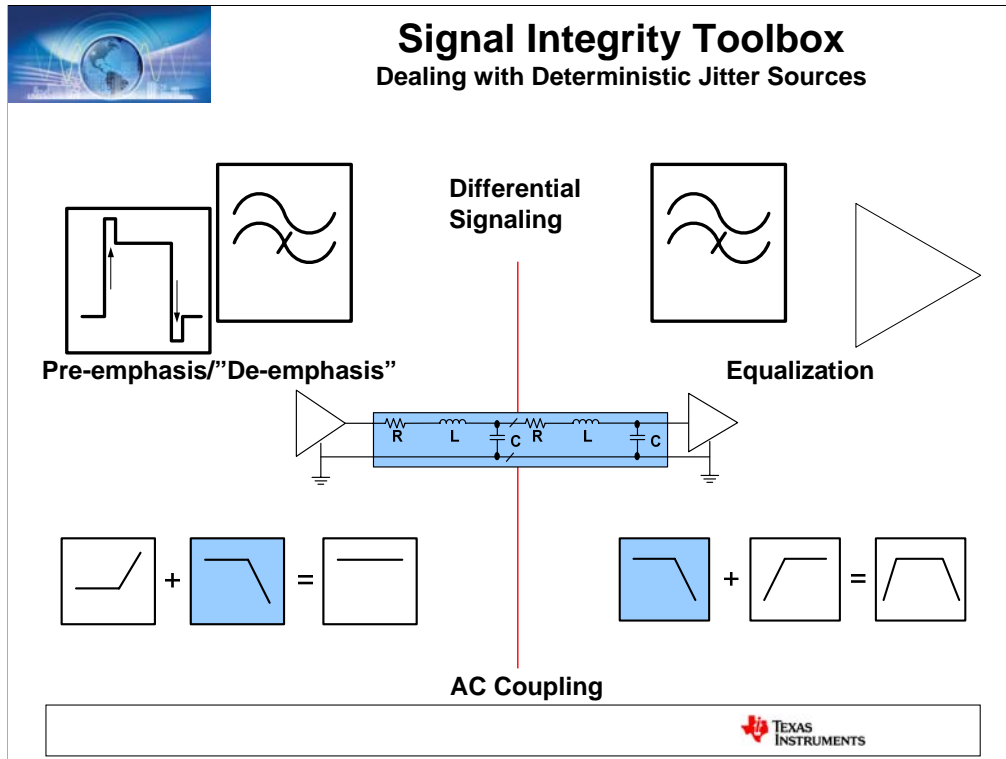 Signal Integrity Toolbox
Dealing with Deterministic Jitter Sources
Differential
Signaling
Pre-emphasis/”De-emphasis”
Equalization
R L C R L C
+ =
+ =
AC Coupling
TEXAS
INSTRUMENTS